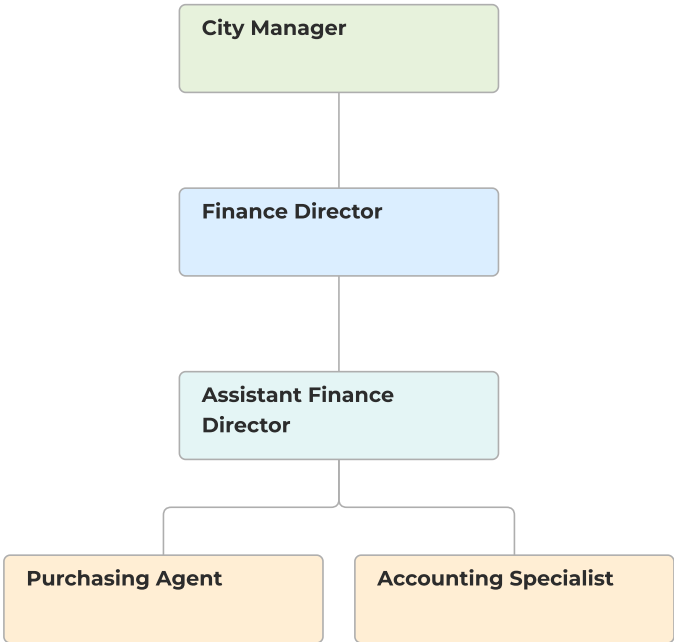 City Manager
Finance Director
Assistant Finance
Director
Purchasing Agent
Accounting Specialist